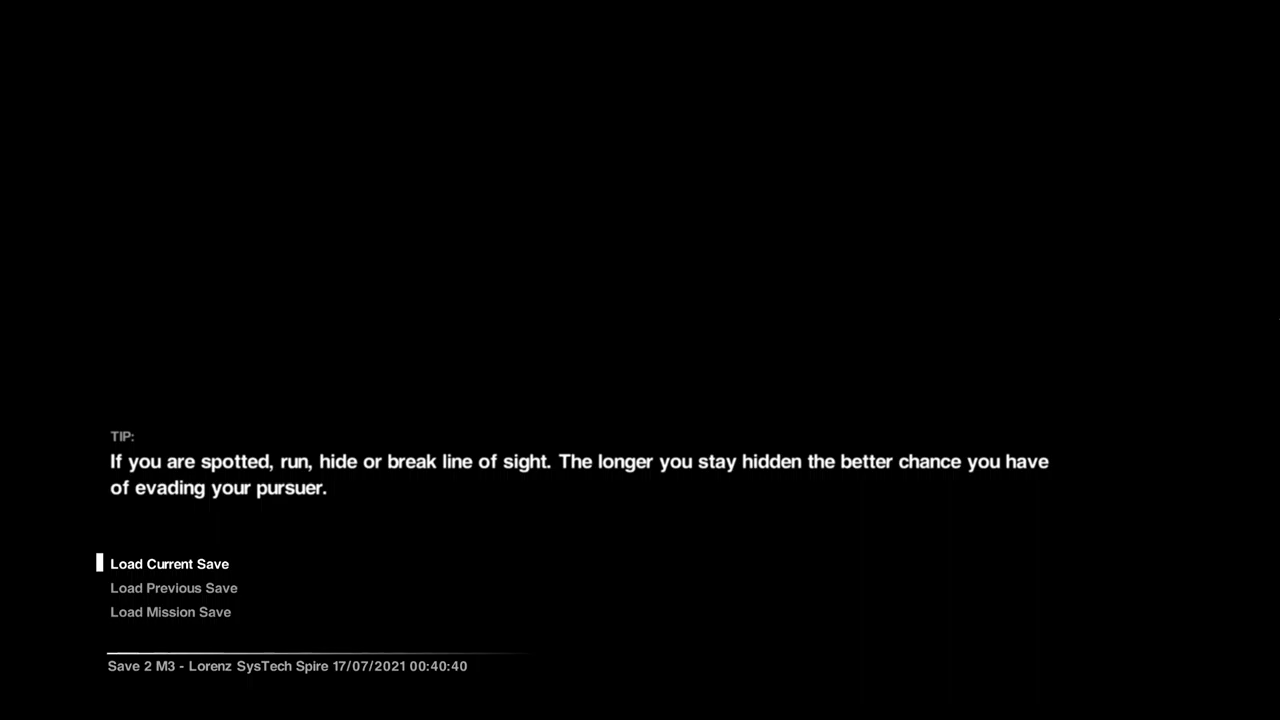 TIP:
If you are spotted, run, hide or break line of sight. The longer you stay hidden the better chance you have
of evading your pursuer.
Load Current Save
Load Previous Save
Load Mission Save
Save 2 M3 - Lorenz SysTech Spire 17/07/2021 00:40:40